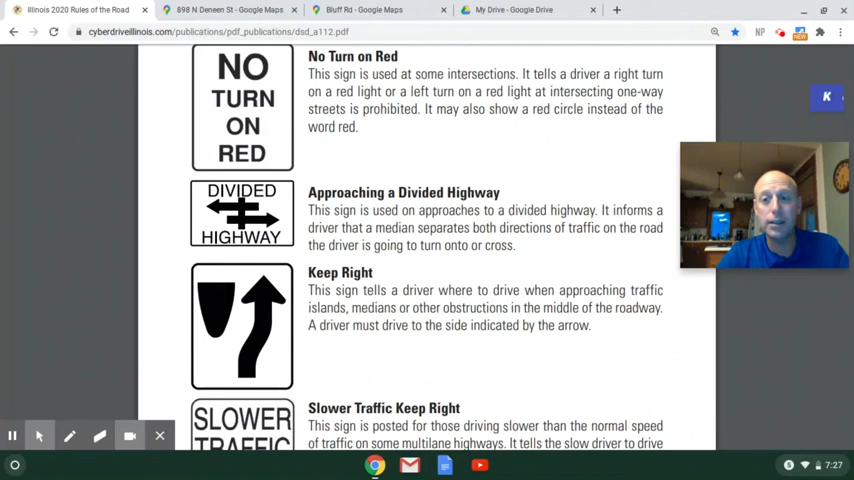 Illinois 2020 Rules of the Road
898 N Deneen St - Google Maps
Bluff Rd - Google Maps
My Drive - Google Drive
cyberdriveillinois.com/publications/pdf_publications/dsd_a112.pdf
NP
NEW
NO
TURN
ON
RED
No Turn on Red
This sign is used at some intersections. It tells a driver a right turn
on a red light or a left turn on a red light at intersecting one-way
streets is prohibited. It may also show a red circle instead of the
word red.
K
DIVIDED
HIGHWAY
Approaching a Divided Highway
This sign is used on approaches to a divided highway. It informs a
driver that a median separates both directions of traffic on the road
the driver is going to turn onto or cross.
Keep Right
This sign tells a driver where to drive when approaching traffic
islands, medians or other obstructions in the middle of the roadway.
A driver must drive to the side indicated by the arrow.
SLOWER
TRAFFIC
Slower Traffic Keep Right
This sign is posted for those driving slower than the normal speed
of traffic on some multilane highways. It tells the slow driver to drive
7:27